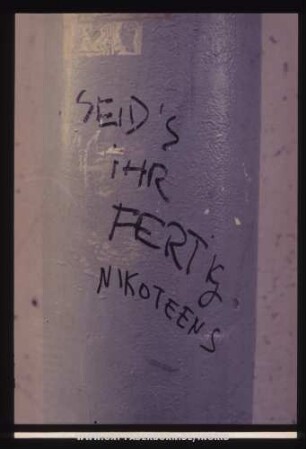 SEID'S
iHR
FERTiG
NIKOTEENS